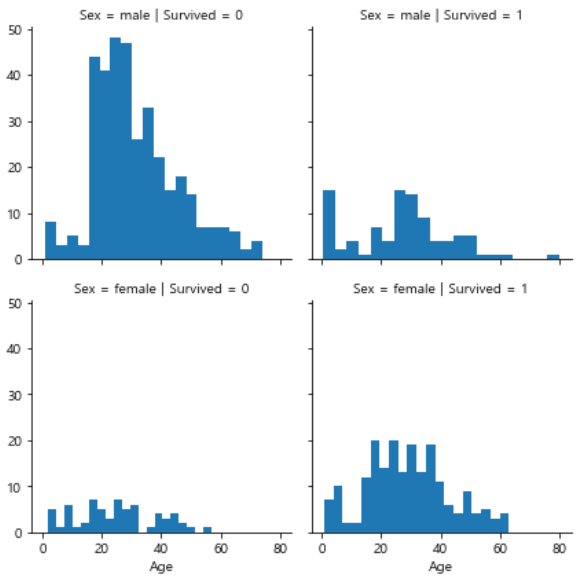 Sex = male | Survived = 0
Sex = male | Survived = 1
50
40
30
20
10
0
Sex = female | Survived = 0
Sex = female | Survived = 1
50
40
30
20
10
0
0 20 40 60 80
0 20 40 60 80
Age
Age